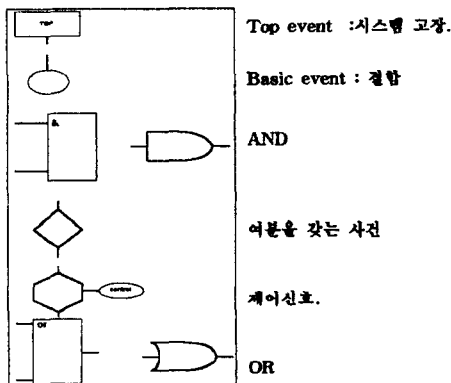 TOP
Top event :시스템 고장.
Basic event : 결함
&
AND
여분을 갖는 사건
control
제어신호.
or
OR